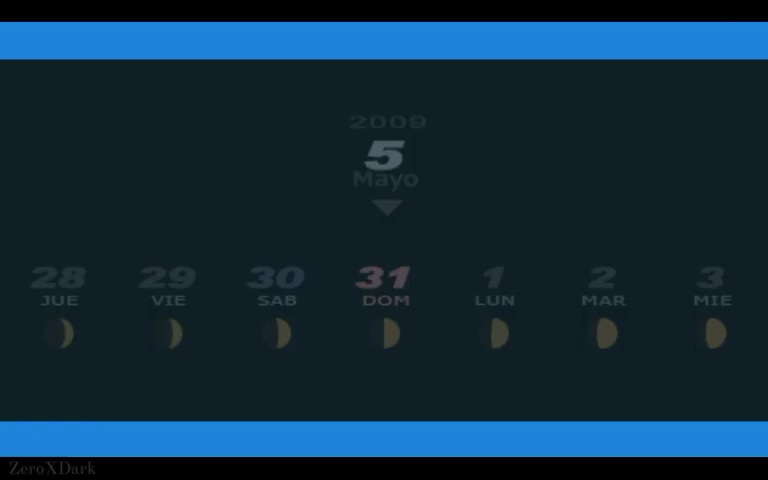 2009
5
Mayo
28 29 30 31 1 2 3
JUE VIE SAB DOM LUN MAR MIE
ZeroXDark